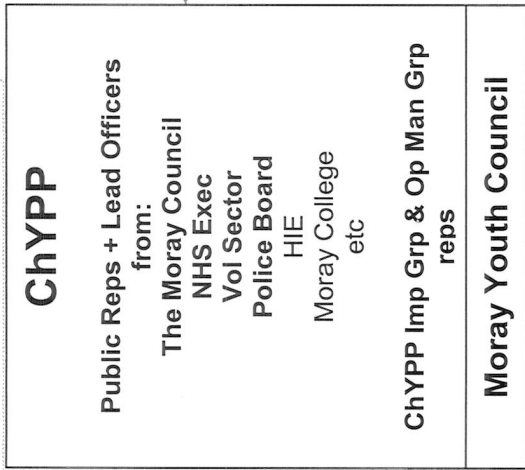 ChYPP
Public Reps + Lead Officers
from:
The Moray Council
NHS Exec
Vol Sector
Police Board
HIE
Moray College
etc
ChYPP Imp Grp & Op Man Grp
reps
Moray Youth Council